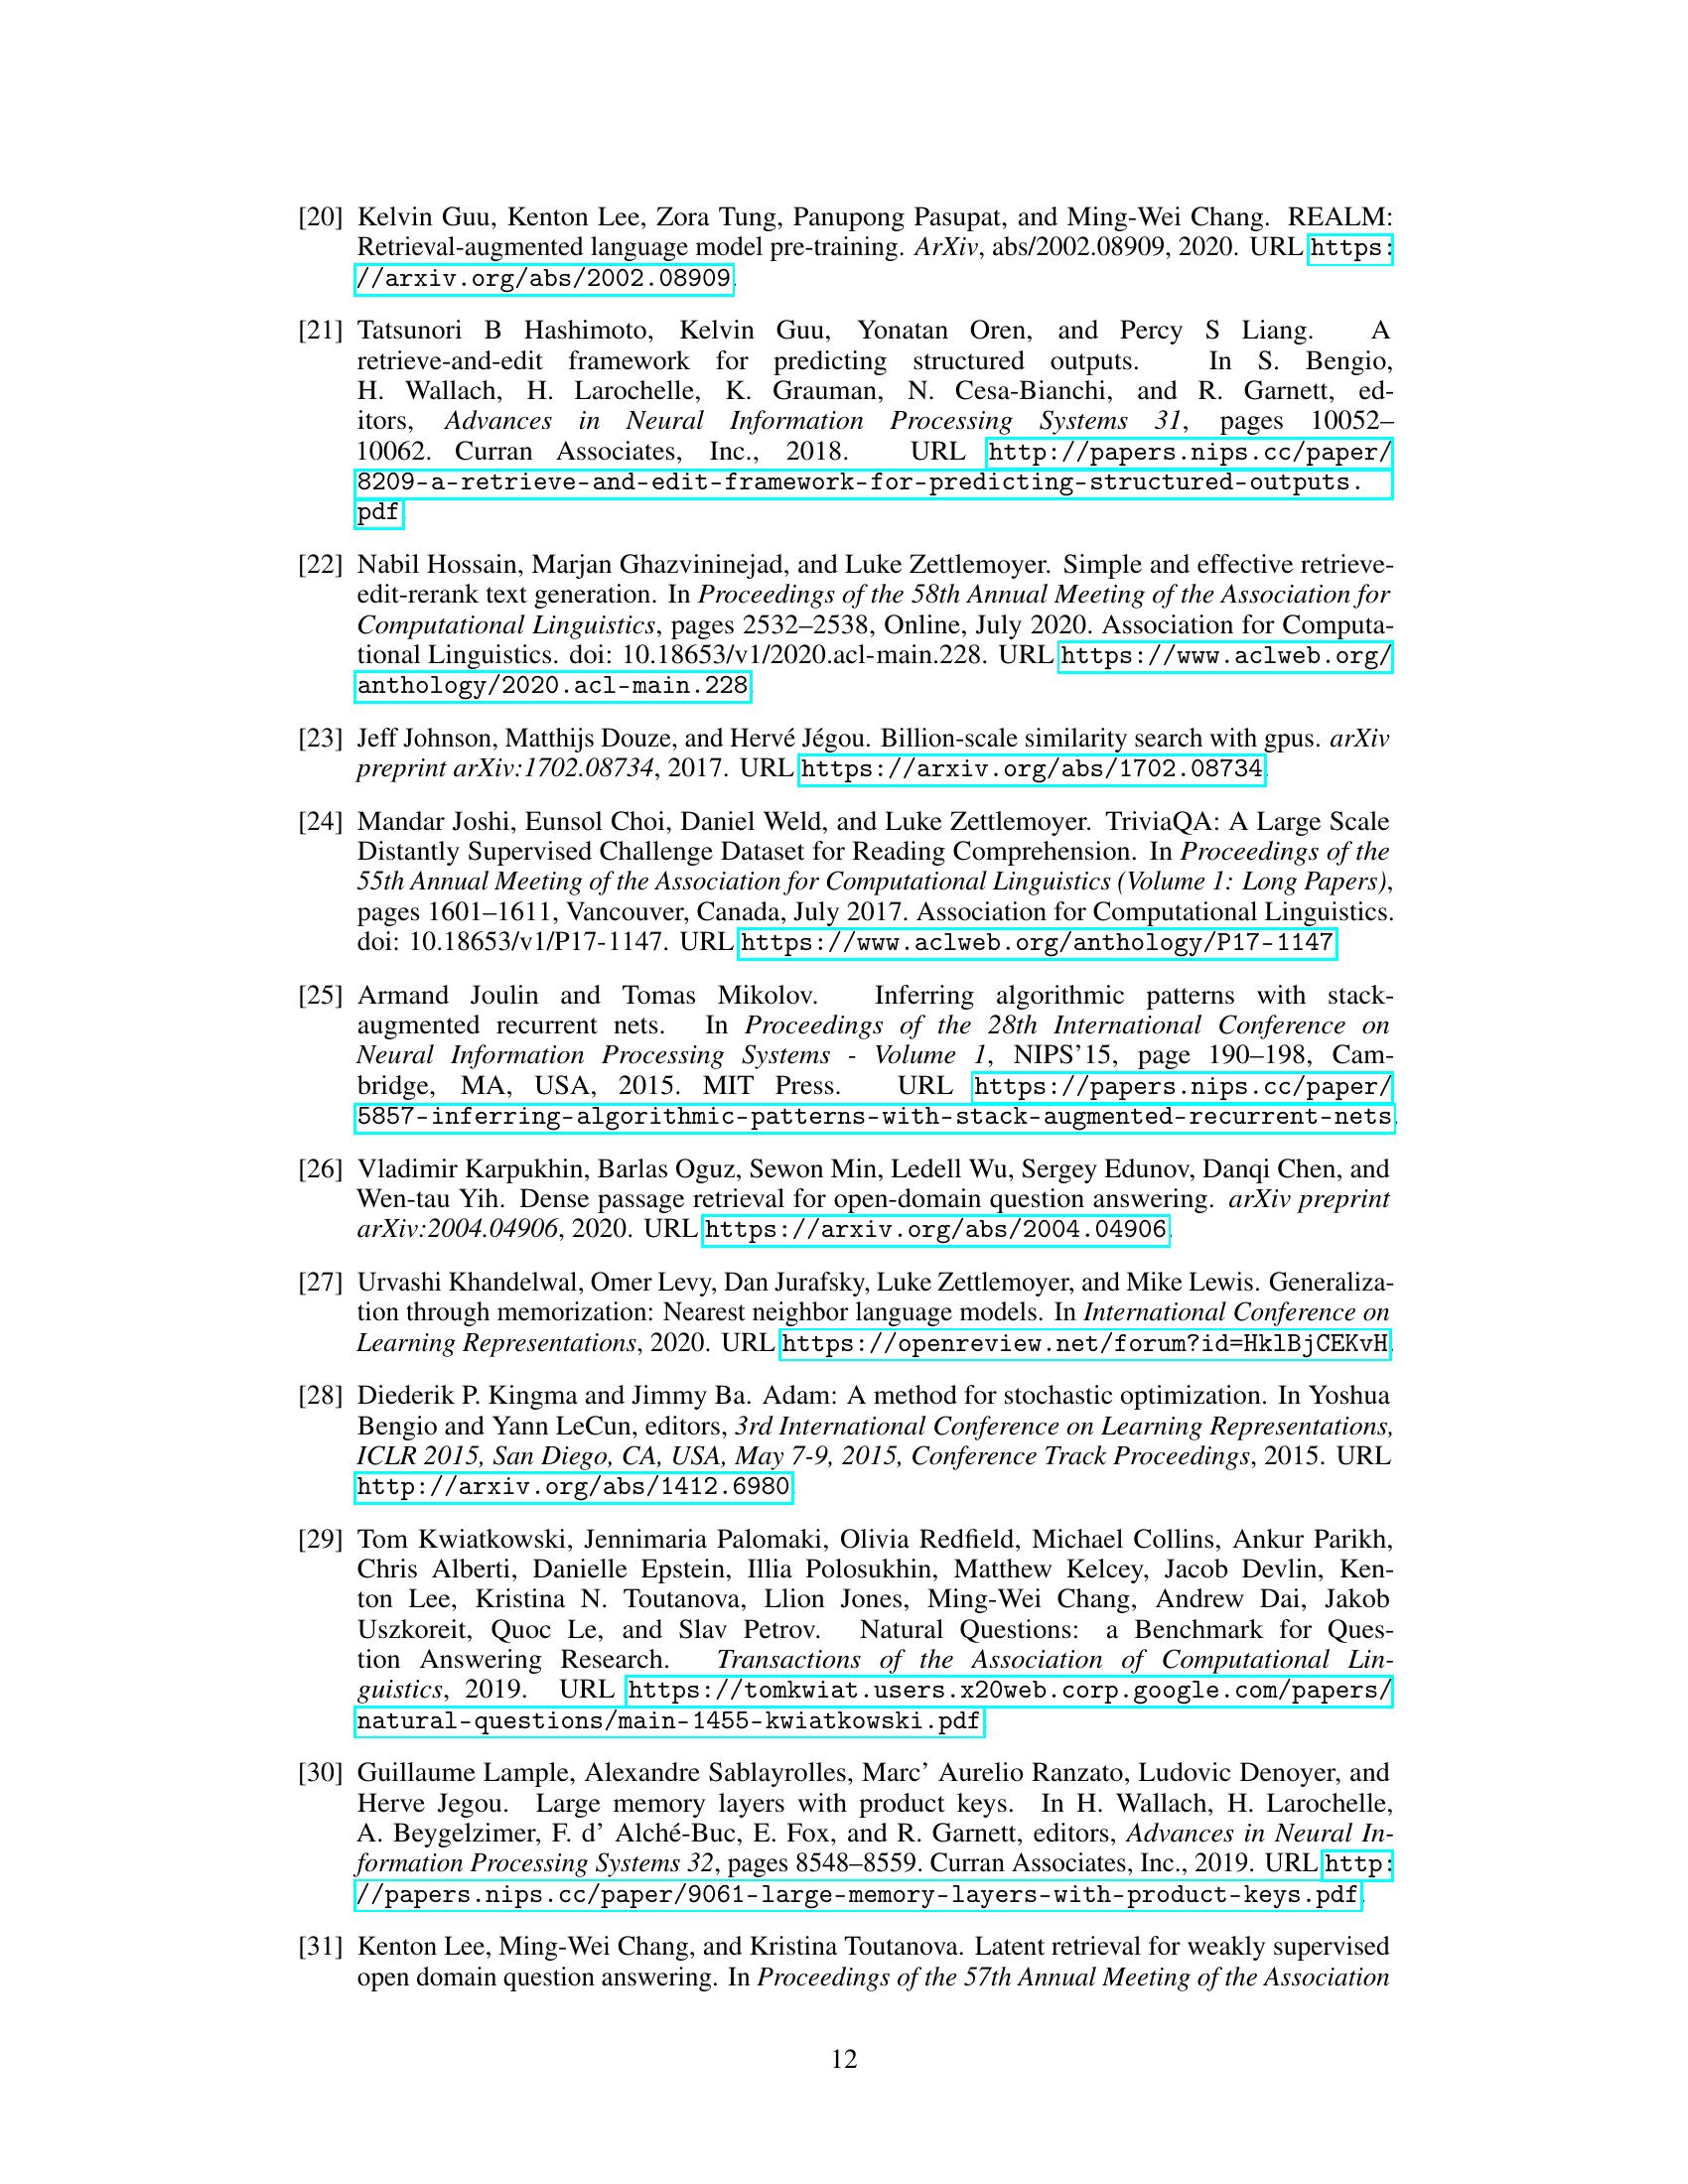 [20] Kelvin Guu, Kenton Lee, Zora Tung, Panupong Pasupat, and Ming-Wei Chang. REALM:
Retrieval-augmented language model pre-training. ArXiv, abs/2002.08909, 2020. URL https:
//arxiv.org/abs/2002.08909.
[21] Tatsunori B Hashimoto, Kelvin Guu, Yonatan Oren, and Percy S Liang. A
retrieve-and-edit framework for predicting structured outputs. In S. Bengio,
H. Wallach, H. Larochelle, K. Grauman, N. Cesa-Bianchi, and R. Garnett, ed-
itors, Advances in Neural Information Processing Systems 31, pages 10052–
10062. Curran Associates, Inc., 2018. URL http://papers.nips.cc/paper/
8209-a-retrieve-and-edit-framework-for-predicting-structured-outputs.
pdf.
[22] Nabil Hossain, Marjan Ghazvininejad, and Luke Zettlemoyer. Simple and effective retrieve-
edit-rerank text generation. In Proceedings of the 58th Annual Meeting of the Association for
Computational Linguistics, pages 2532–2538, Online, July 2020. Association for Computa-
tional Linguistics. doi: 10.18653/v1/2020.acl-main.228. URL https://www.aclweb.org/
anthology/2020.acl-main.228.
[23] Jeff Johnson, Matthijs Douze, and Hervé Jégou. Billion-scale similarity search with gpus. arXiv
preprint arXiv:1702.08734, 2017. URL https://arxiv.org/abs/1702.08734.
[24] Mandar Joshi, Eunsol Choi, Daniel Weld, and Luke Zettlemoyer. TriviaQA: A Large Scale
Distantly Supervised Challenge Dataset for Reading Comprehension. In Proceedings of the
55th Annual Meeting of the Association for Computational Linguistics (Volume 1: Long Papers),
pages 1601–1611, Vancouver, Canada, July 2017. Association for Computational Linguistics.
doi: 10.18653/v1/P17-1147. URL https://www.aclweb.org/anthology/P17-1147.
[25] Armand Joulin and Tomas Mikolov. Inferring algorithmic patterns with stack-
augmented recurrent nets. In Proceedings of the 28th International Conference on
Neural Information Processing Systems - Volume 1, NIPS’15, page 190–198, Cam-
bridge, MA, USA, 2015. MIT Press. URL https://papers.nips.cc/paper/
5857-inferring-algorithmic-patterns-with-stack-augmented-recurrent-nets.
[26] Vladimir Karpukhin, Barlas Oguz, Sewon Min, Ledell Wu, Sergey Edunov, Danqi Chen, and
Wen-tau Yih. Dense passage retrieval for open-domain question answering. arXiv preprint
arXiv:2004.04906, 2020. URL https://arxiv.org/abs/2004.04906.
[27] Urvashi Khandelwal, Omer Levy, Dan Jurafsky, Luke Zettlemoyer, and Mike Lewis. Generaliza-
tion through memorization: Nearest neighbor language models. In International Conference on
Learning Representations, 2020. URL https://openreview.net/forum?id=HklBjCEKvH.
[28] Diederik P. Kingma and Jimmy Ba. Adam: A method for stochastic optimization. In Yoshua
Bengio and Yann LeCun, editors, 3rd International Conference on Learning Representations,
ICLR 2015, San Diego, CA, USA, May 7-9, 2015, Conference Track Proceedings, 2015. URL
http://arxiv.org/abs/1412.6980.
[29] Tom Kwiatkowski, Jennimaria Palomaki, Olivia Redfield, Michael Collins, Ankur Parikh,
Chris Alberti, Danielle Epstein, Illia Polosukhin, Matthew Kelcey, Jacob Devlin, Ken-
ton Lee, Kristina N. Toutanova, Llion Jones, Ming-Wei Chang, Andrew Dai, Jakob
Uszkoreit, Quoc Le, and Slav Petrov. Natural Questions: a Benchmark for Ques-
tion Answering Research. Transactions of the Association of Computational Lin-
guistics, 2019. URL https://tomkwiat.users.x20web.corp.google.com/papers/
natural-questions/main-1455-kwiatkowski.pdf.
[30] Guillaume Lample, Alexandre Sablayrolles, Marc’ Aurelio Ranzato, Ludovic Denoyer, and
Herve Jegou. Large memory layers with product keys. In H. Wallach, H. Larochelle,
A. Beygelzimer, F. d’ Alché-Buc, E. Fox, and R. Garnett, editors, Advances in Neural In-
formation Processing Systems 32, pages 8548–8559. Curran Associates, Inc., 2019. URL http:
//papers.nips.cc/paper/9061-large-memory-layers-with-product-keys.pdf.
[31] Kenton Lee, Ming-Wei Chang, and Kristina Toutanova. Latent retrieval for weakly supervised
open domain question answering. In Proceedings of the 57th Annual Meeting of the Association
12